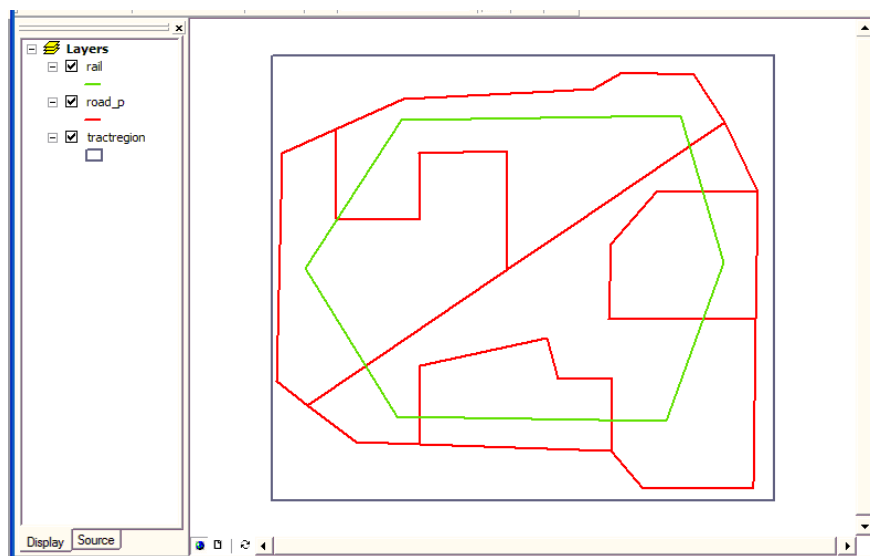 Layers
rail
road_p
tractregion
Display Source